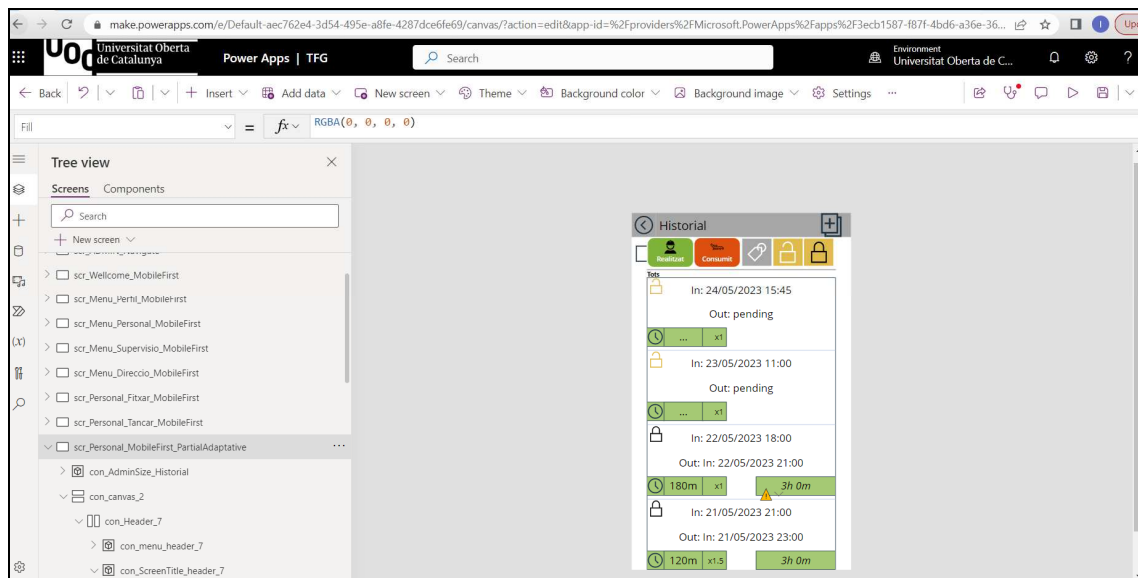 make.powerapps.com/e/Default-aec762e4-3d54-495e-a8fe-4287dce6fe69/canvas/?action=edit&app-id=%2Fproviders%2FMicrosoft.PowerApps%2Fapps%2F3ecb1587-f87f-4bd6-a36e-36... I Upc
UOC Universitat Oberta
de Catalunya
Power Apps | TFG
Search
Environment
Universitat Oberta de C...
?
Back Insert Add data New screen Theme Background color Background image Settings ...
Fill = fx RGBA(0, 0, 0, 0)
Tree view
Screens Components
Search
New screen
scr_Wellcome_MobileFirst
scr_Menu_Perfil_MobileFirst
scr_Menu_Personal_MobileFirst
(x) scr_Menu_Supervisio_MobileFirst
scr_Menu_Direccio_MobileFirst
scr_Personal_Fitxar_MobileFirst
scr_Personal_Tancar_MobileFirst
scr_Personal_MobileFirst_PartialAdaptative ...
con_AdminSize_Historial
con_canvas_2
con_Header_7
con_menu_header_7
con_ScreenTitle_header_7
Historial
Realitzat Consumit
Tots
In: 24/05/2023 15:45
Out: pending
... x1
In: 23/05/2023 11:00
Out: pending
... x1
In: 22/05/2023 18:00
Out: In: 22/05/2023 21:00
180m x1 3h 0m
In: 21/05/2023 21:00
Out: In: 21/05/2023 23:00
120m x1.5 3h 0m